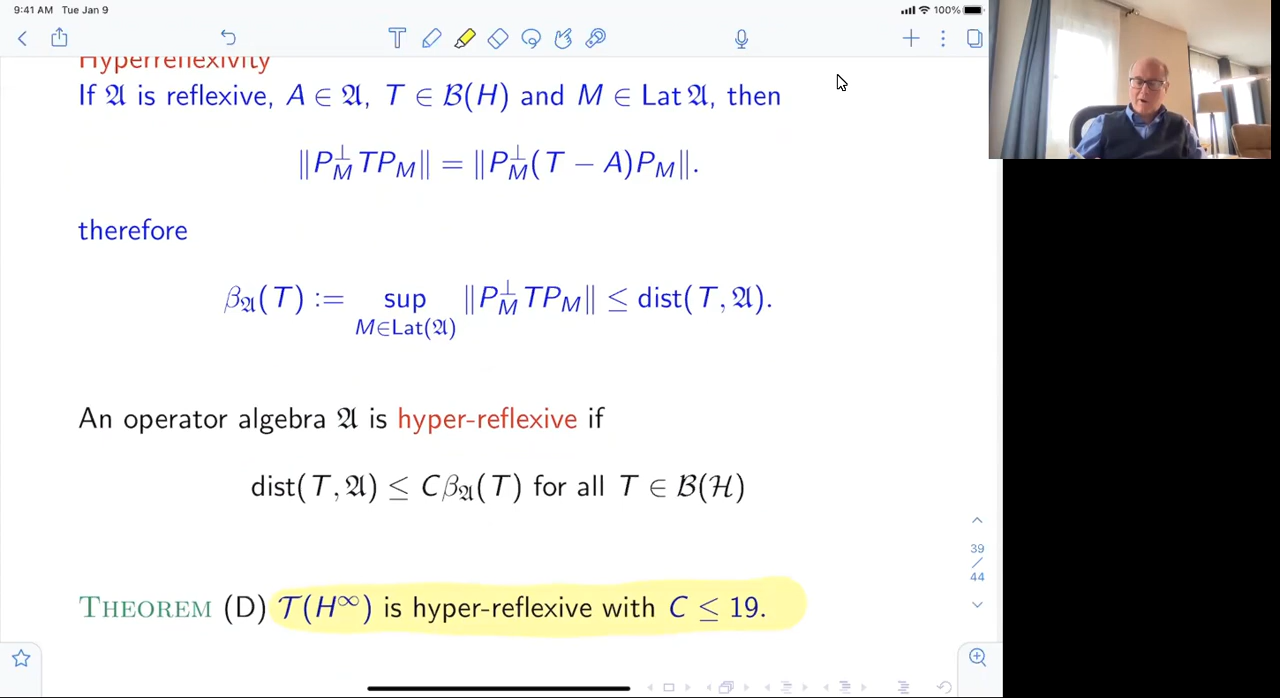 9:41 AM Tue Jan 9
100%
Hyperreflexivity
If 𝔄 is reflexive, A ∈ 𝔄, T ∈ ℬ(H) and M ∈ Lat 𝔄, then
‖P_M^⊥ T P_M‖ = ‖P_M^⊥ (T − A) P_M‖.
therefore
β_𝔄(T) := sup_{M∈Lat(𝔄)} ‖P_M^⊥ T P_M‖ ≤ dist(T, 𝔄).
An operator algebra 𝔄 is hyper-reflexive if
dist(T, 𝔄) ≤ Cβ_𝔄(T) for all T ∈ ℬ(ℋ)
39
/
44
THEOREM (D) 𝒯(H^∞) is hyper-reflexive with C ≤ 19.